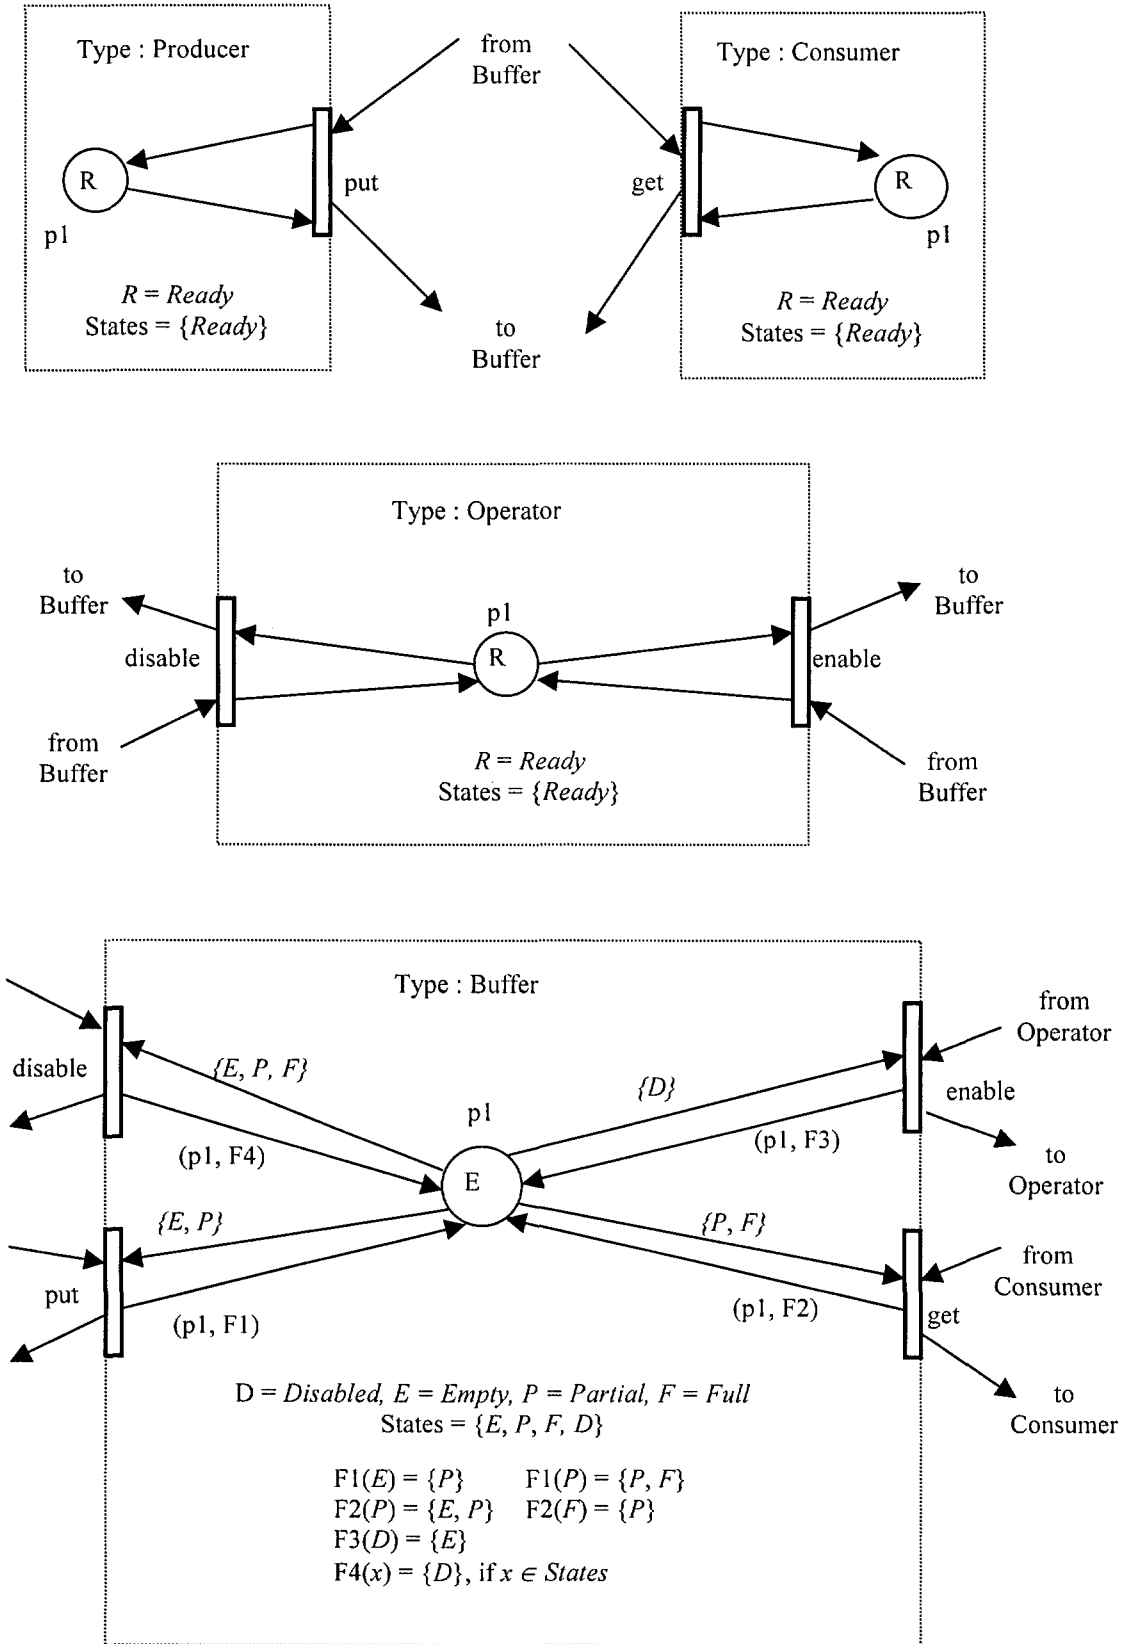 Type : Producer
from
Buffer
Type : Consumer
R
put
get
R
p1
p1
R = Ready
States = {Ready}
to
Buffer
R = Ready
States = {Ready}
Type : Operator
to
Buffer
p1
to
Buffer
disable
R
enable
from
Buffer
R = Ready
States = {Ready}
from
Buffer
Type : Buffer
from
Operator
disable
{E, P, F}
{D}
enable
p1
(p1, F4)
(p1, F3)
to
Operator
E
{E, P}
{P, F}
from
Consumer
put
(p1, F1)
(p1, F2)
get
D = Disabled, E = Empty, P = Partial, F = Full
States = {E, P, F, D}
to
Consumer
F1(E) = {P} F1(P) = {P, F}
F2(P) = {E, P} F2(F) = {P}
F3(D) = {E}
F4(x) = {D}, if x ∈ States